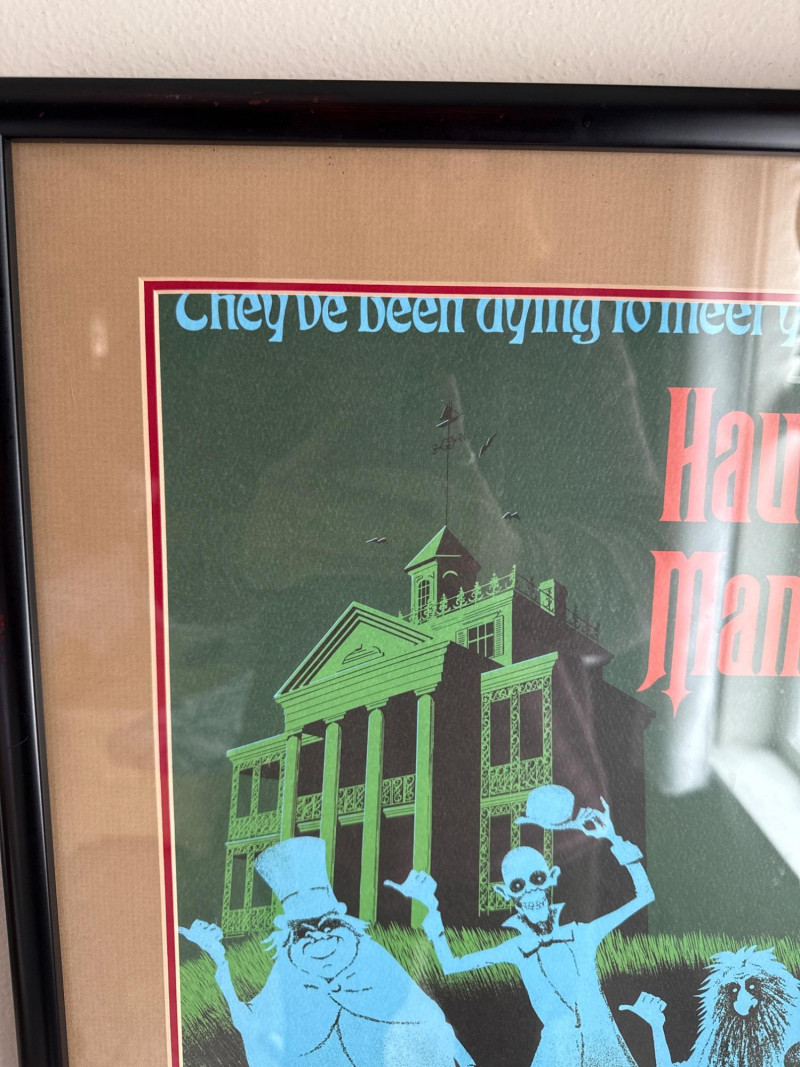 They've been dying to meet y
Hau
Man